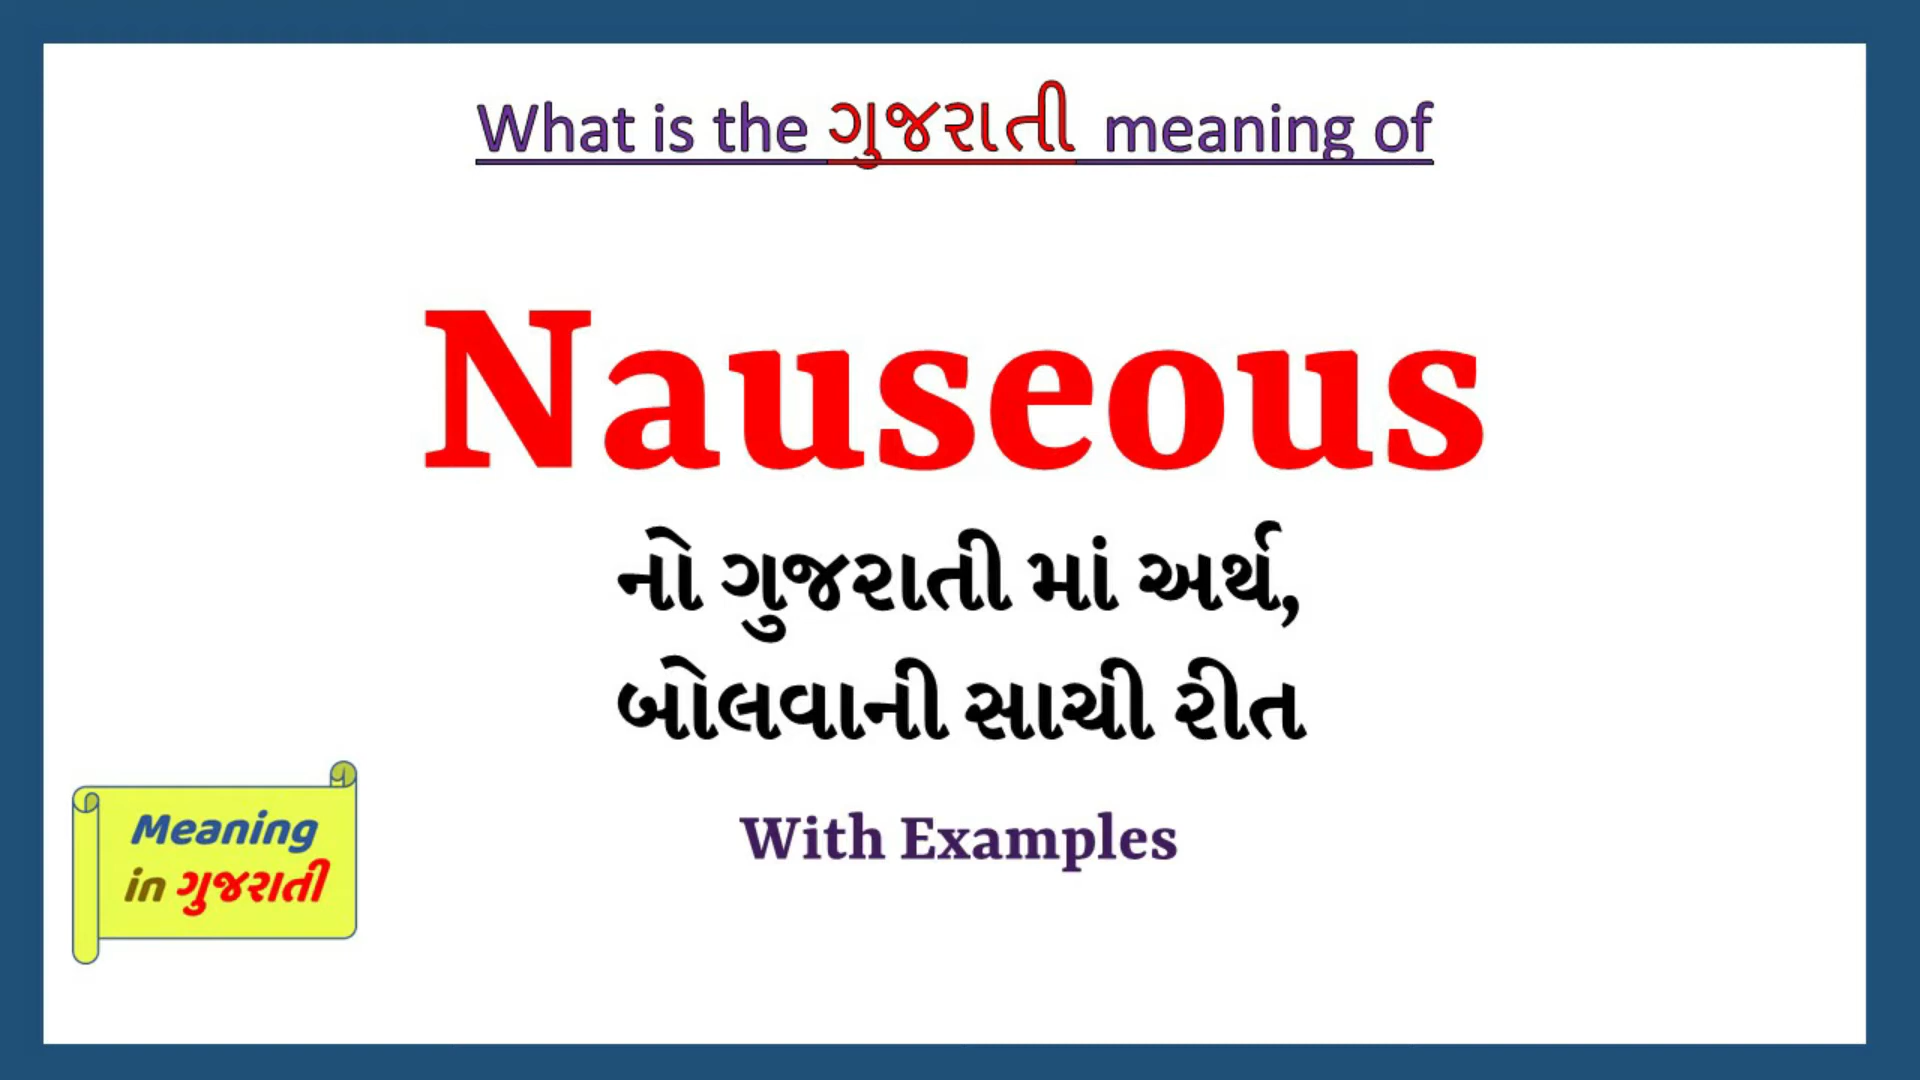 What is the ગુજરાતી meaning of
Nauseous
નો ગુજરાતી માં અર્થ,
બોલવાની સાચી રીત
With Examples
Meaning
in ગુજરાતી